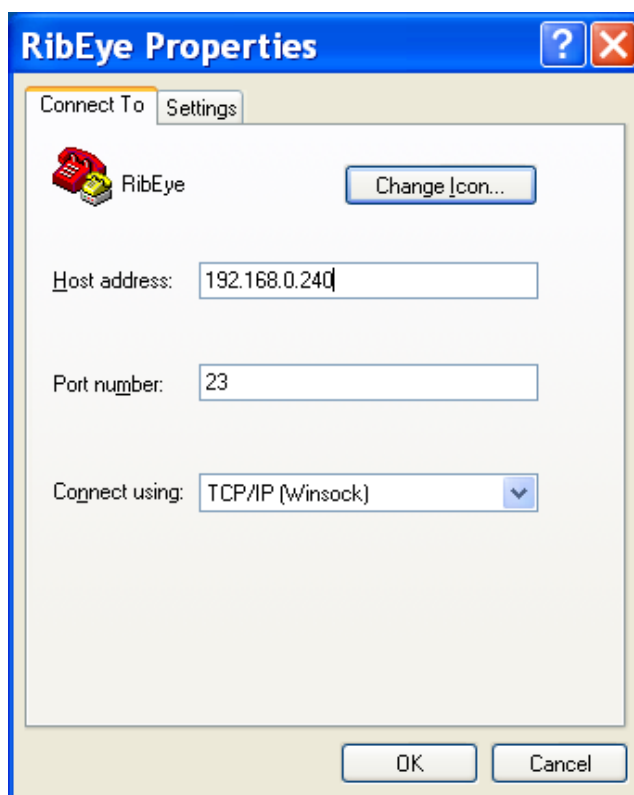 RibEye Properties
Connect To Settings
RibEye Change Icon...
Host address: 192.168.0.240
Port number: 23
Connect using: TCP/IP (Winsock)
OK Cancel